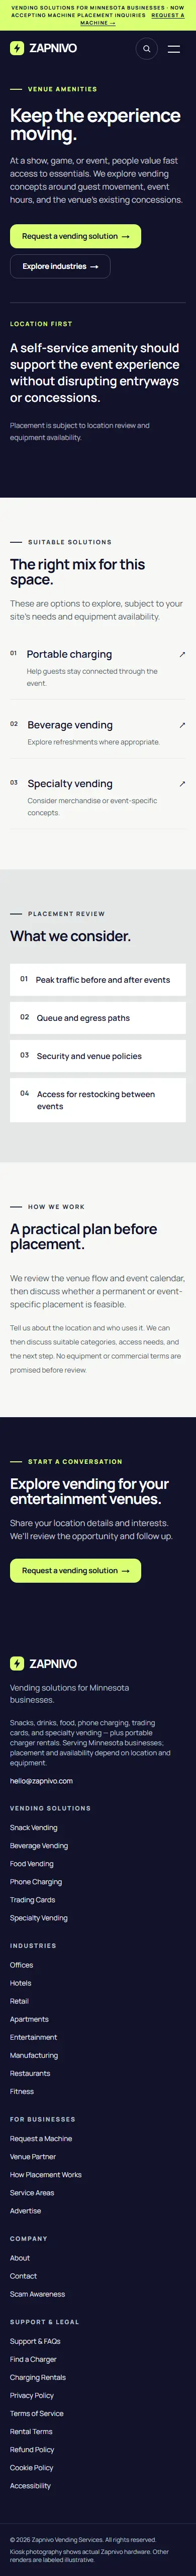 VENDING SOLUTIONS FOR MINNESOTA BUSINESSES · NOW
ACCEPTING MACHINE PLACEMENT INQUIRIES REQUEST A
MACHINE →
ZAPNIVO
VENUE AMENITIES
Keep the experience
moving.
At a show, game, or event, people value fast
access to essentials. We explore vending
concepts around guest movement, event
hours, and the venue's existing concessions.
Request a vending solution →
Explore industries →
LOCATION FIRST
A self-service amenity should
support the event experience
without disrupting entryways
or concessions.
Placement is subject to location review and
equipment availability.
SUITABLE SOLUTIONS
The right mix for this
space.
These are options to explore, subject to your
site's needs and equipment availability.
01 Portable charging ↗
Help guests stay connected through the
event.
02 Beverage vending ↗
Explore refreshments where appropriate.
03 Specialty vending ↗
Consider merchandise or event-specific
concepts.
PLACEMENT REVIEW
What we consider.
01 Peak traffic before and after events
02 Queue and egress paths
03 Security and venue policies
04 Access for restocking between
events
HOW WE WORK
A practical plan before
placement.
We review the venue flow and event calendar,
then discuss whether a permanent or event-
specific placement is feasible.
Tell us about the location and who uses it. We can
then discuss suitable categories, access needs, and
the next step. No equipment or commercial terms are
promised before review.
START A CONVERSATION
Explore vending for your
entertainment venues.
Share your location details and interests.
We'll review the opportunity and follow up.
Request a vending solution →
ZAPNIVO
Vending solutions for Minnesota
businesses.
Snacks, drinks, food, phone charging, trading
cards, and specialty vending — plus portable
charger rentals. Serving Minnesota businesses;
placement and availability depend on location and
equipment.
hello@zapnivo.com
VENDING SOLUTIONS
Snack Vending
Beverage Vending
Food Vending
Phone Charging
Trading Cards
Specialty Vending
INDUSTRIES
Offices
Hotels
Retail
Apartments
Entertainment
Manufacturing
Restaurants
Fitness
FOR BUSINESSES
Request a Machine
Venue Partner
How Placement Works
Service Areas
Advertise
COMPANY
About
Contact
Scam Awareness
SUPPORT & LEGAL
Support & FAQs
Find a Charger
Charging Rentals
Privacy Policy
Terms of Service
Rental Terms
Refund Policy
Cookie Policy
Accessibility
© 2026 Zapnivo Vending Services. All rights reserved.
Kiosk photography shows actual Zapnivo hardware. Other
renders are labeled illustrative.